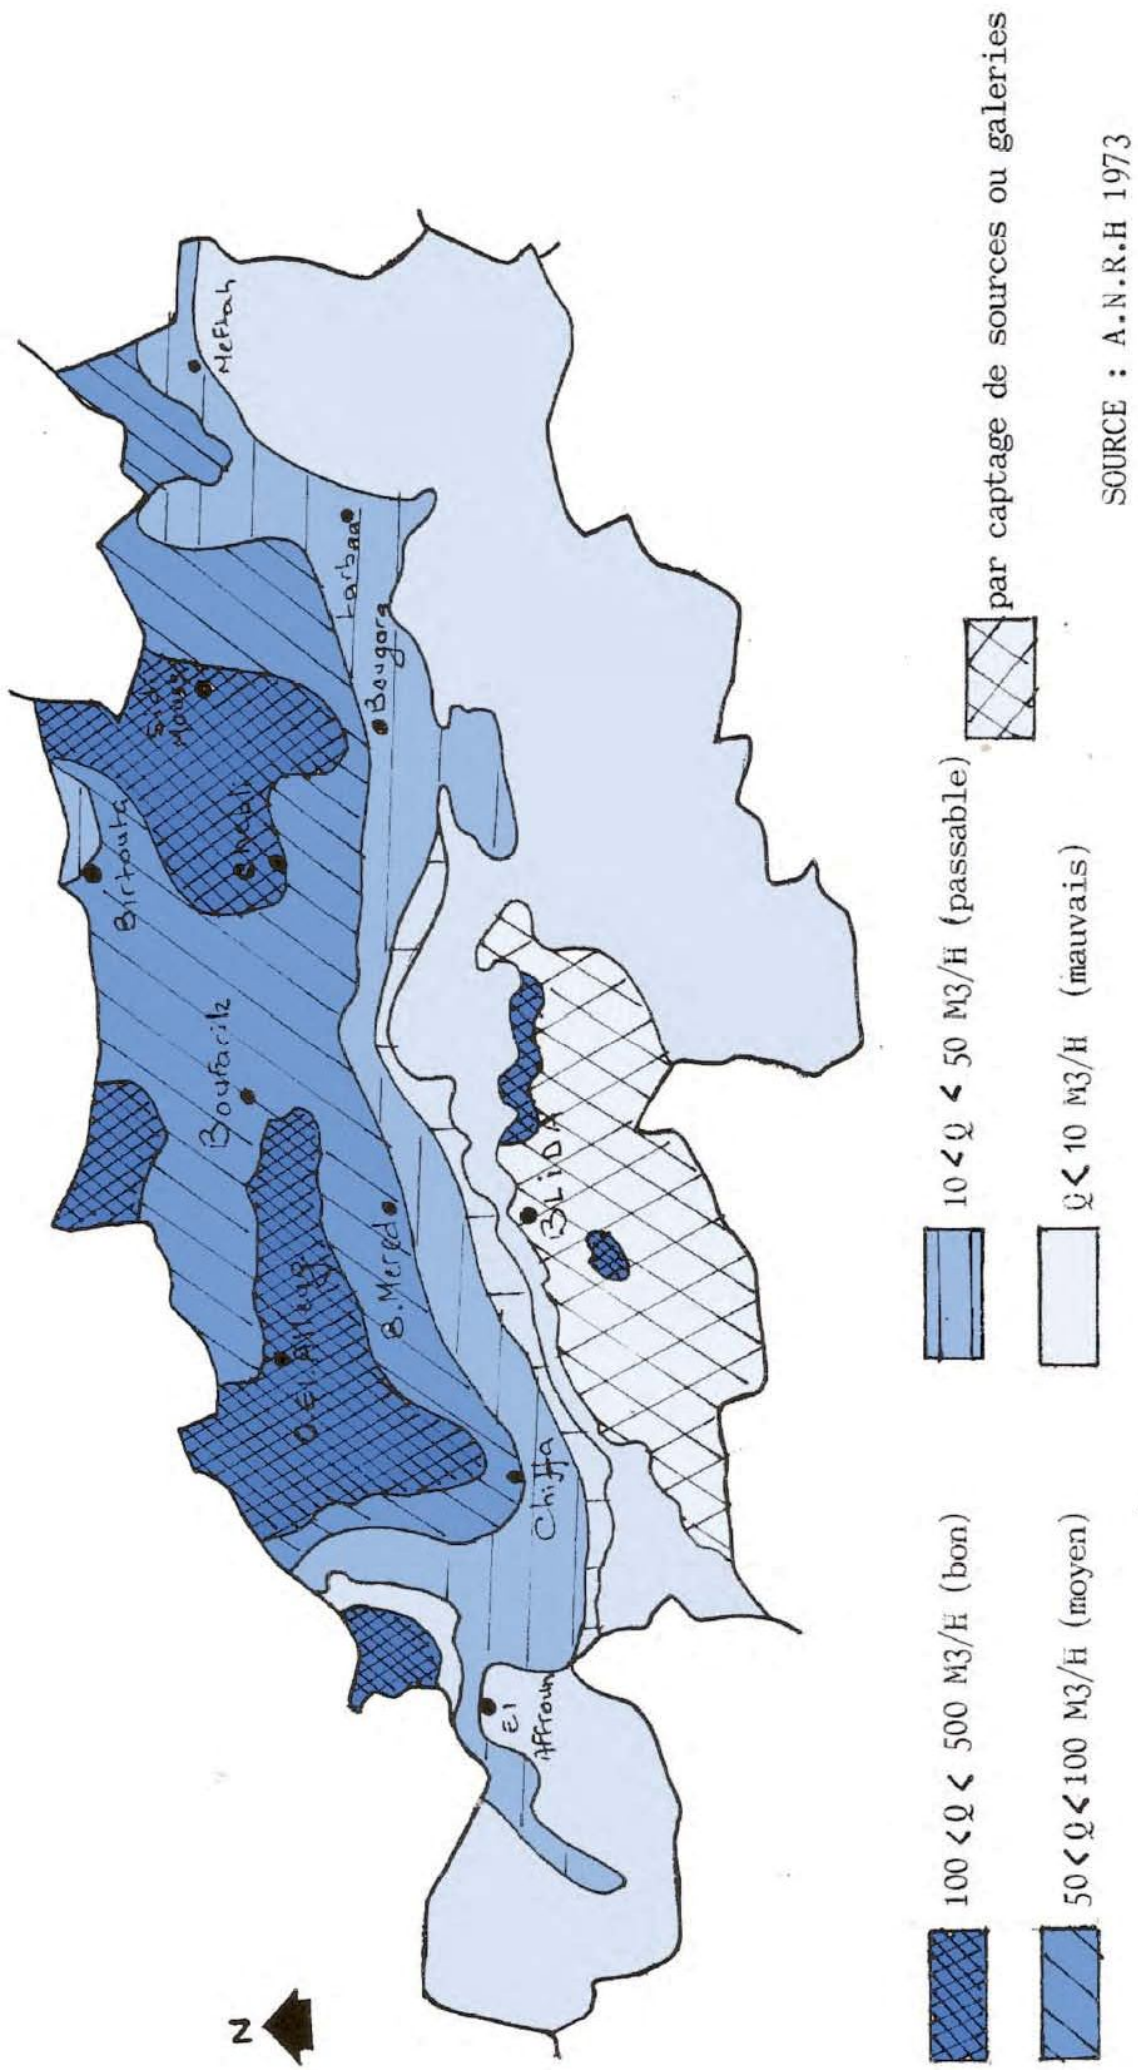 N
Meftah
Birtouta
Sidi
Moussa
Chebli
Larbaa
Bougara
Boufarik
O.El.Alleug
B.Mered
BLiDA
Chiffa
El
Affroun
100 < Q < 500 M3/H (bon)
10 < Q < 50 M3/H (passable)
par captage de sources ou galeries
50 < Q < 100 M3/H (moyen)
Q < 10 M3/H (mauvais)
SOURCE : A.N.R.H 1973